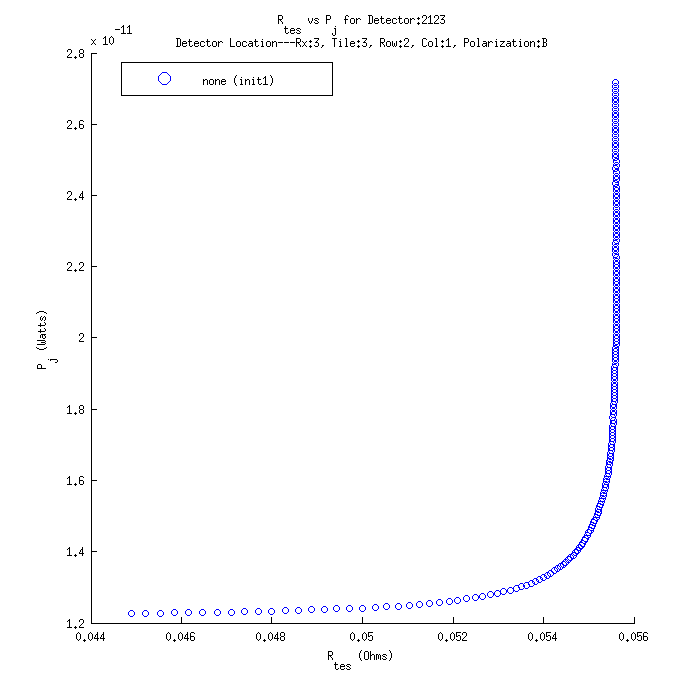 R_tes vs P_j for Detector:2123
Detector Location---Rx:3, Tile:3, Row:2, Col:1, Polarization:B
x 10^-11
none (init1)
2.8
2.6
2.4
2.2
2
1.8
1.6
1.4
1.2
P_j (Watts)
0.044 0.046 0.048 0.05 0.052 0.054 0.056
R_tes (Ohms)